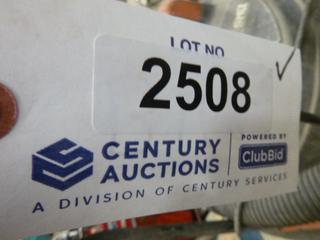 LOT NO
2508
CENTURY
AUCTIONS
POWERED BY
ClubBid
A DIVISION OF CENTURY SERVICES